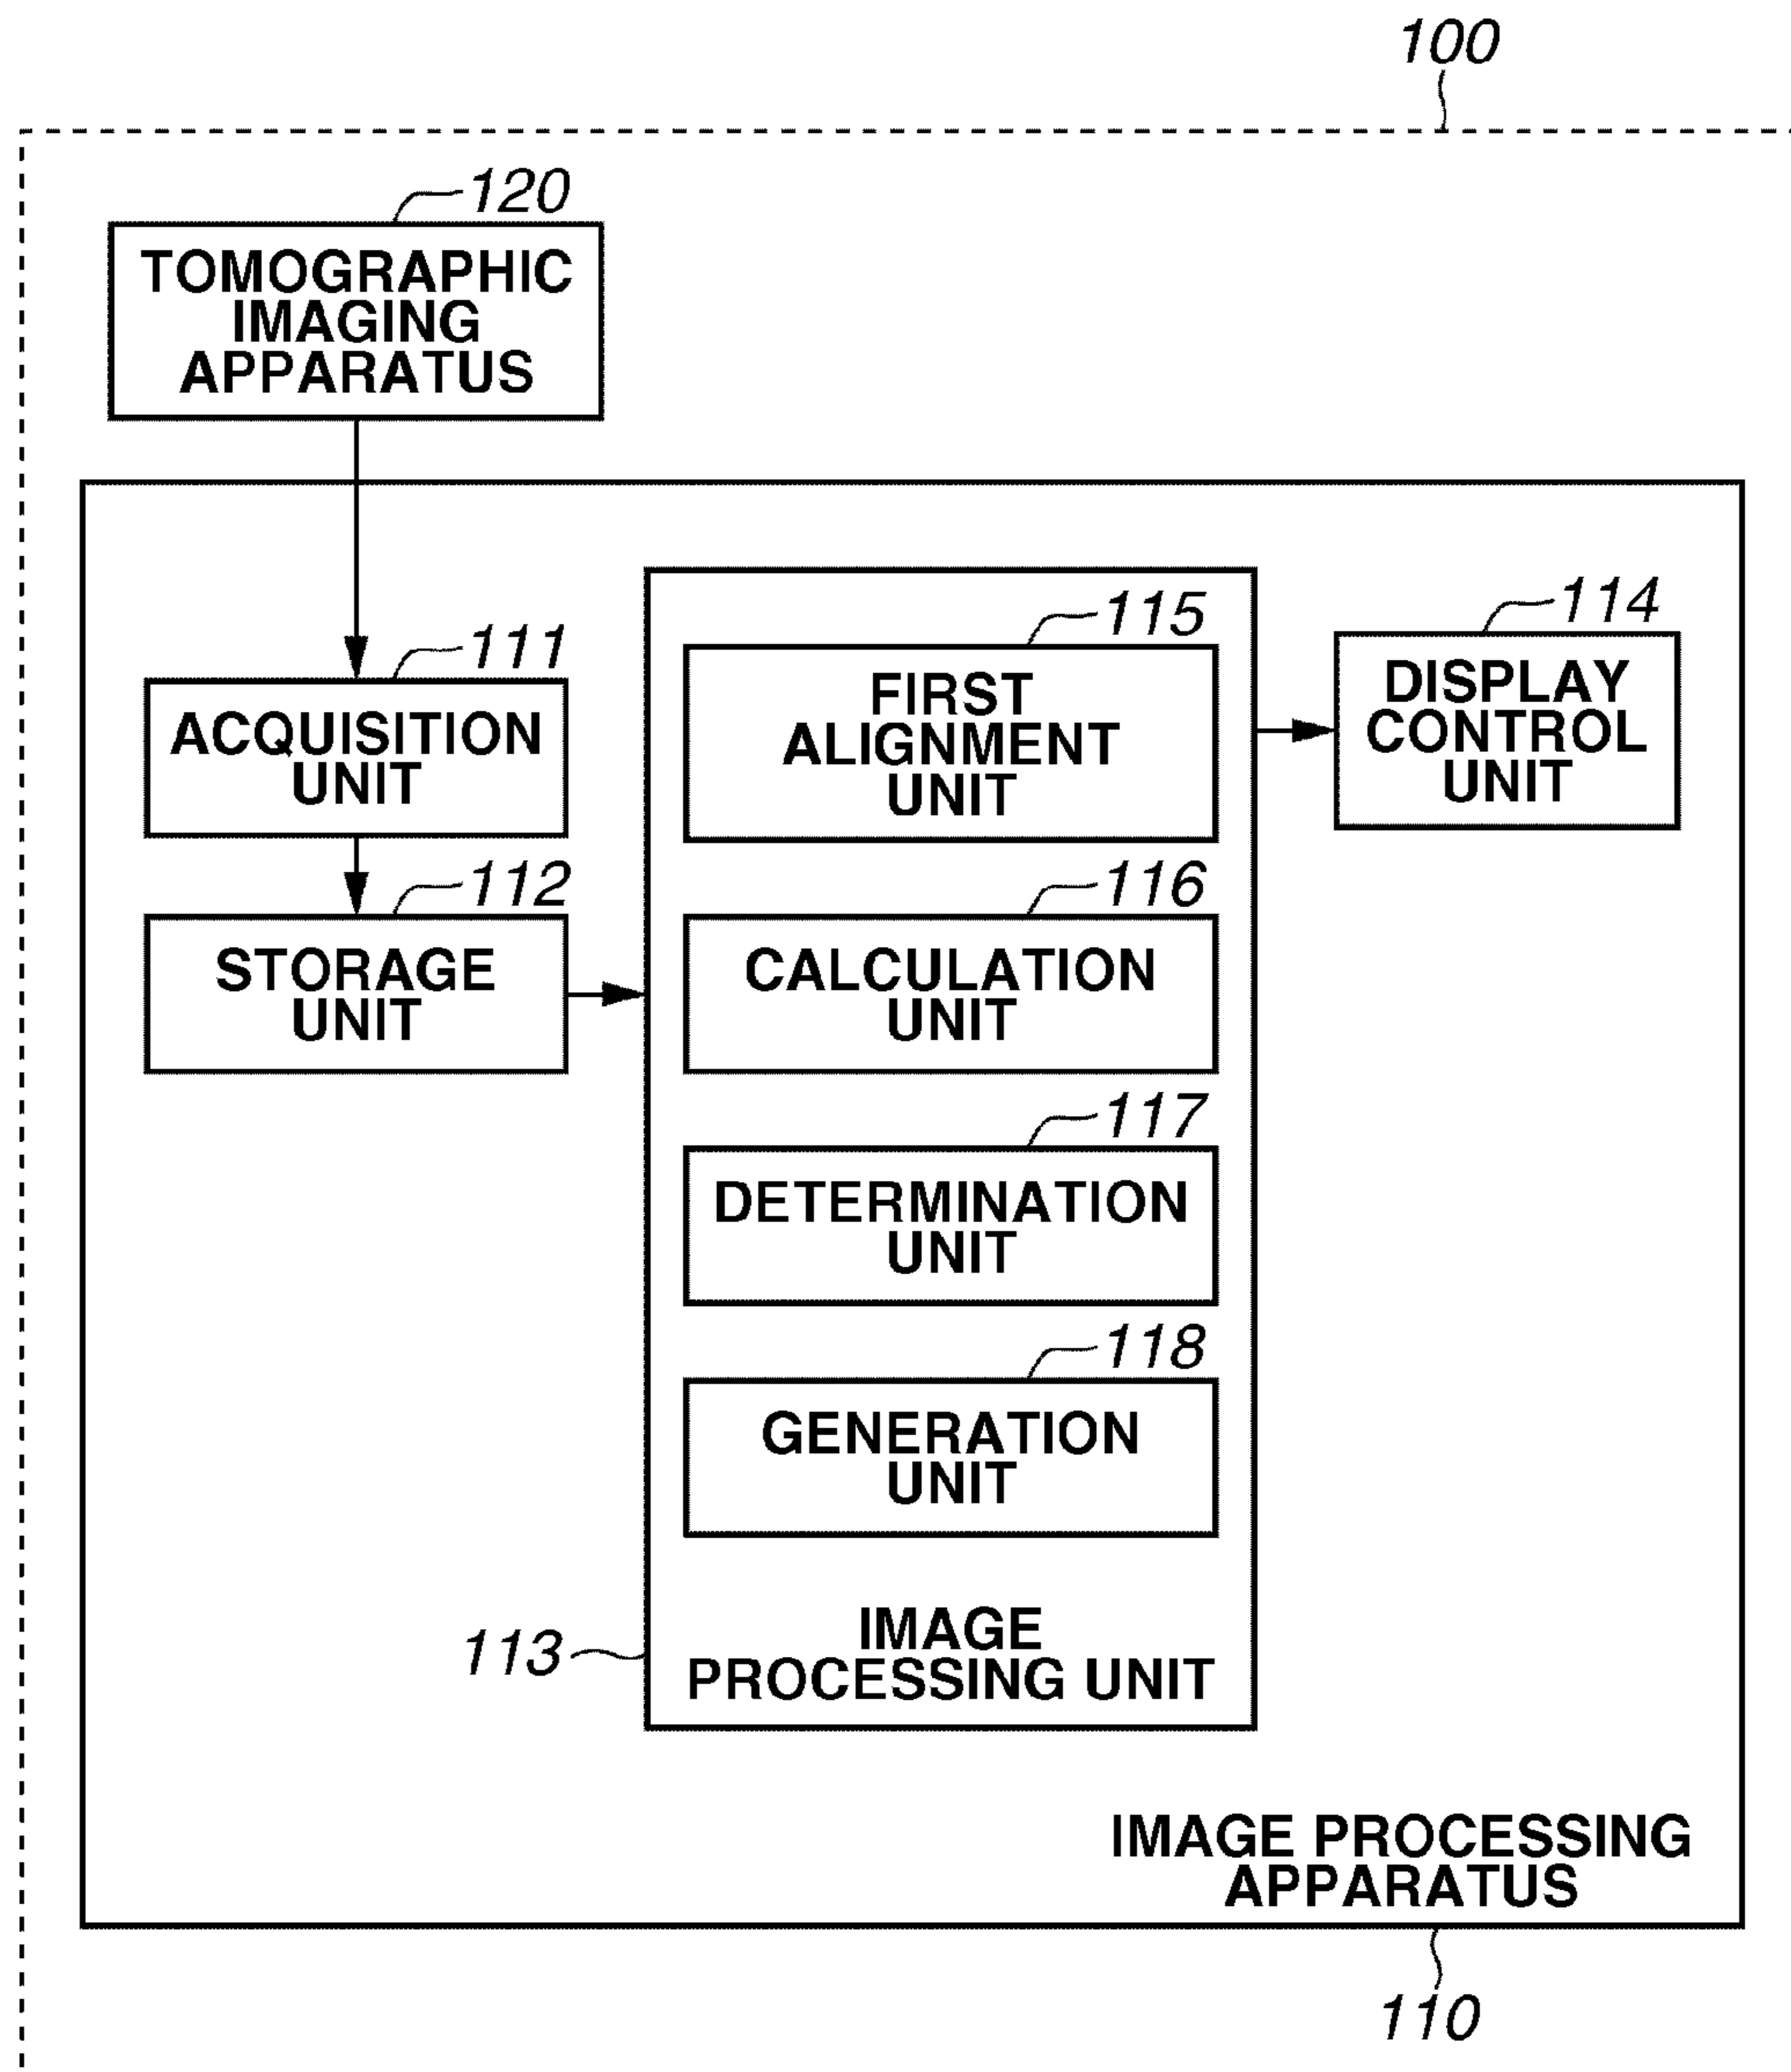 100
120
TOMOGRAPHIC
IMAGING
APPARATUS
111
ACQUISITION
UNIT
112
STORAGE
UNIT
115
FIRST
ALIGNMENT
UNIT
116
CALCULATION
UNIT
117
DETERMINATION
UNIT
118
GENERATION
UNIT
113
IMAGE
PROCESSING UNIT
114
DISPLAY
CONTROL
UNIT
IMAGE PROCESSING
APPARATUS
110